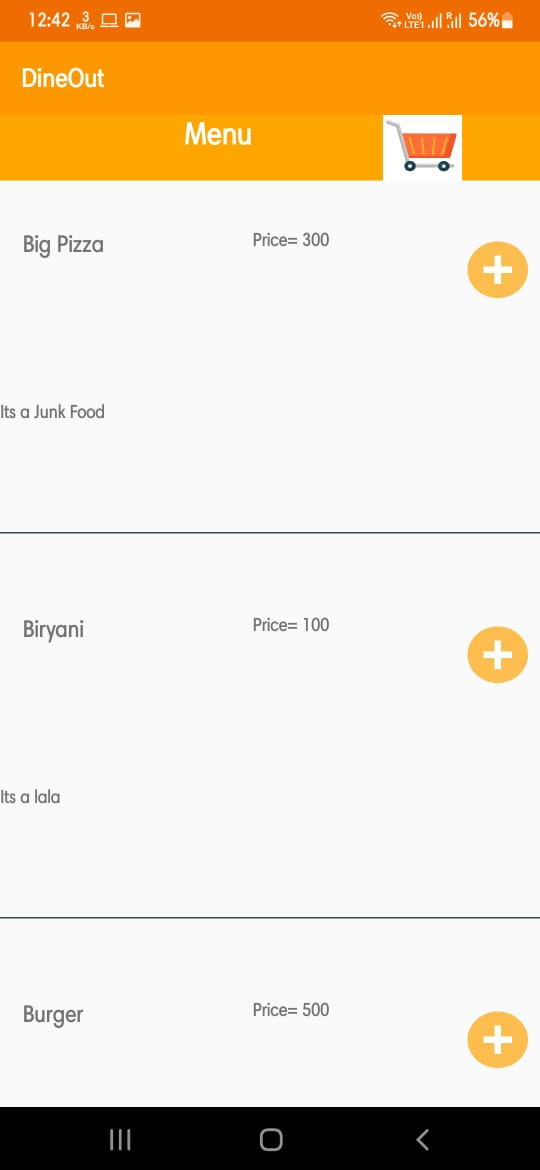 12:42 3 KB/s Vo)) LTE1 R 56%
DineOut
Menu
Big Pizza Price= 300
Its a Junk Food
Biryani Price= 100
Its a lala
Burger Price= 500